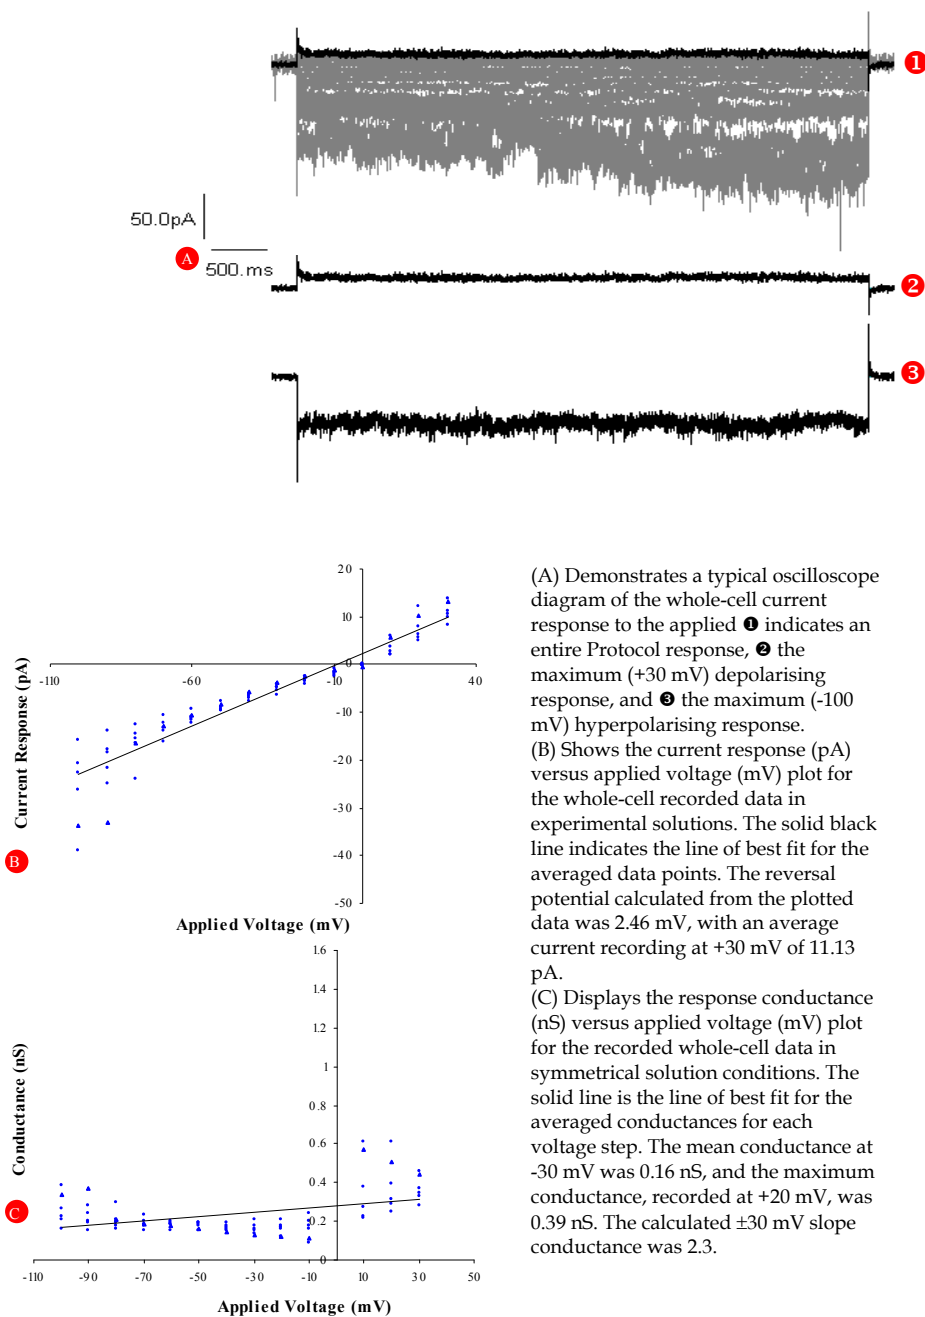 ❶
50.0pA
A
500. ms
❷
❸
20
10
0
-110
-60
-10
40
-10
-20
-30
-40
-50
Current Response (pA)
B
Applied Voltage (mV)
1.6
1.4
1.2
1
0.8
0.6
0.4
0.2
0
Conductance (nS)
C
-110
-90
-70
-50
-30
-10
10
30
50
Applied Voltage (mV)
(A) Demonstrates a typical oscilloscope
diagram of the whole-cell current
response to the applied ❶ indicates an
entire Protocol response, ❷ the
maximum (+30 mV) depolarising
response, and ❸ the maximum (-100
mV) hyperpolarising response.
(B) Shows the current response (pA)
versus applied voltage (mV) plot for
the whole-cell recorded data in
experimental solutions. The solid black
line indicates the line of best fit for the
averaged data points. The reversal
potential calculated from the plotted
data was 2.46 mV, with an average
current recording at +30 mV of 11.13
pA.
(C) Displays the response conductance
(nS) versus applied voltage (mV) plot
for the recorded whole-cell data in
symmetrical solution conditions. The
solid line is the line of best fit for the
averaged conductances for each
voltage step. The mean conductance at
-30 mV was 0.16 nS, and the maximum
conductance, recorded at +20 mV, was
0.39 nS. The calculated ±30 mV slope
conductance was 2.3.